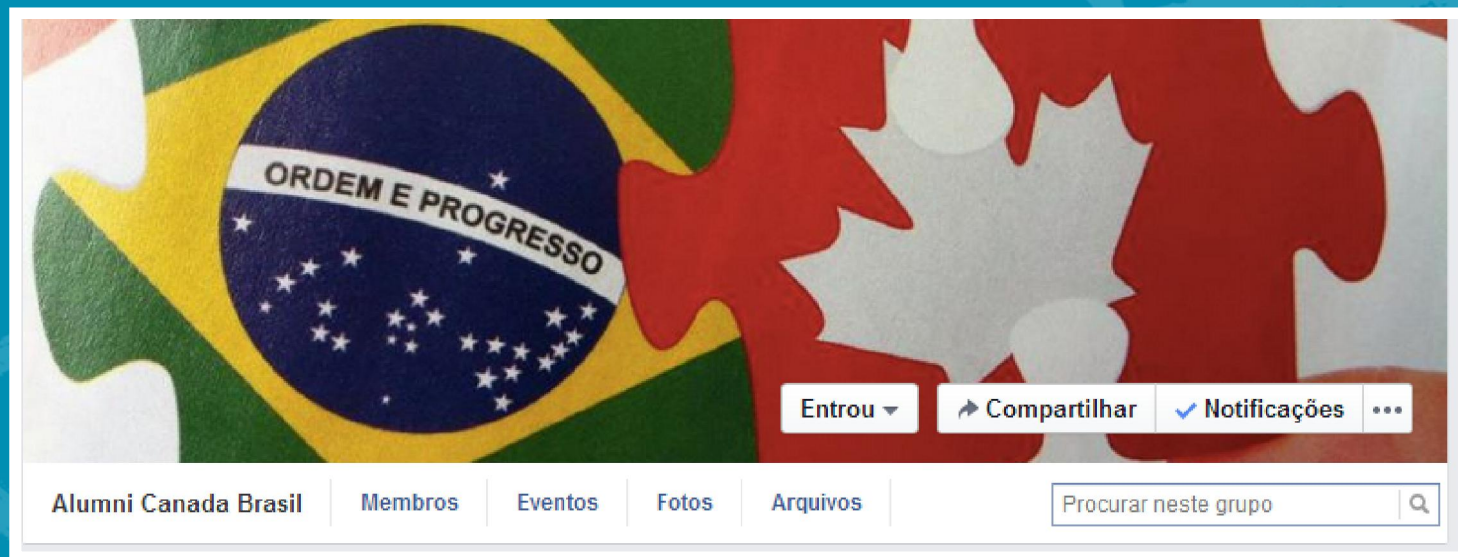 ORDEM E PROGRESSO
Entrou Compartilhar Notificações
Alumni Canada Brasil Membros Eventos Fotos Arquivos Procurar neste grupo